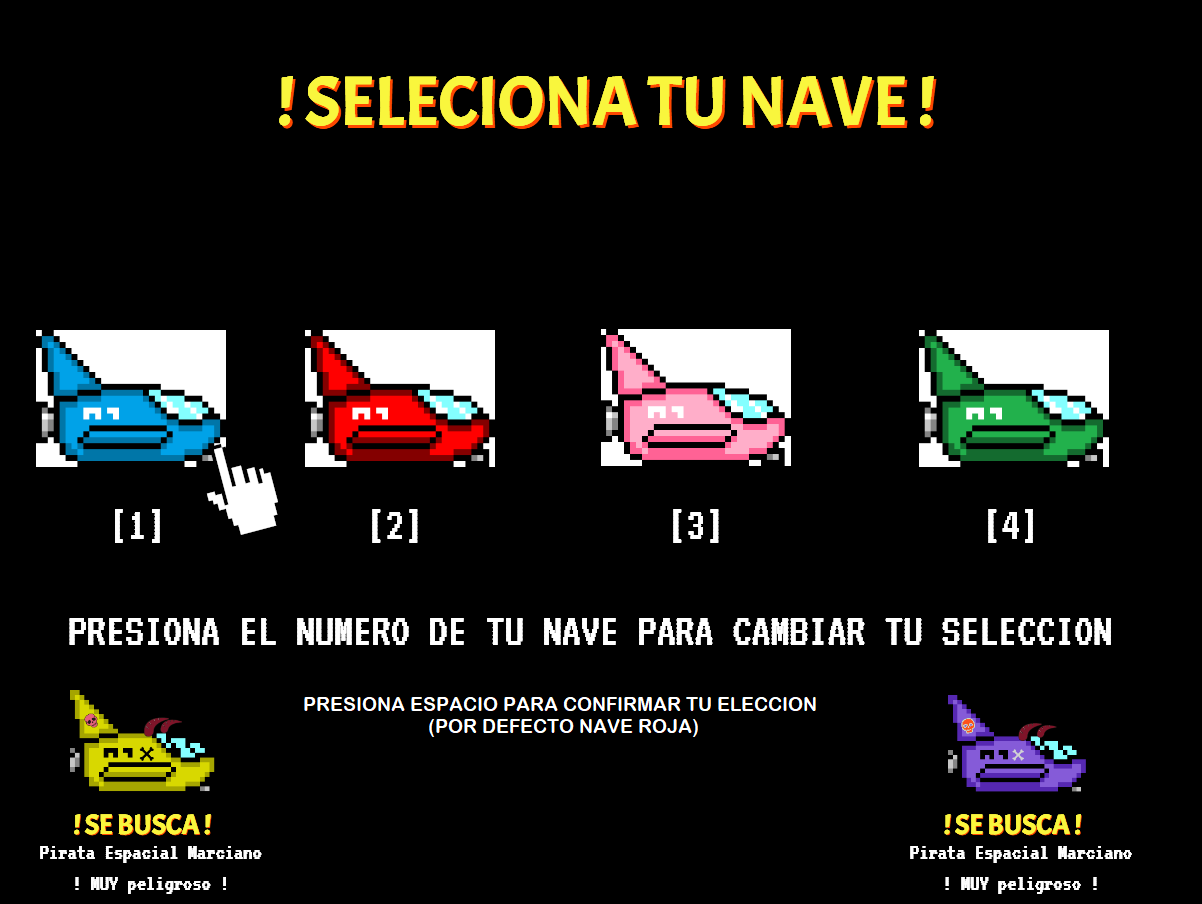 !SELECIONA TU NAVE!
[1]
[2]
[3]
[4]
PRESIONA EL NUMERO DE TU NAVE PARA CAMBIAR TU SELECCION
PRESIONA ESPACIO PARA CONFIRMAR TU ELECCION
(POR DEFECTO NAVE ROJA)
!SE BUSCA!
Pirata Espacial Marciano
! MUY peligroso !
!SE BUSCA!
Pirata Espacial Marciano
! MUY peligroso !